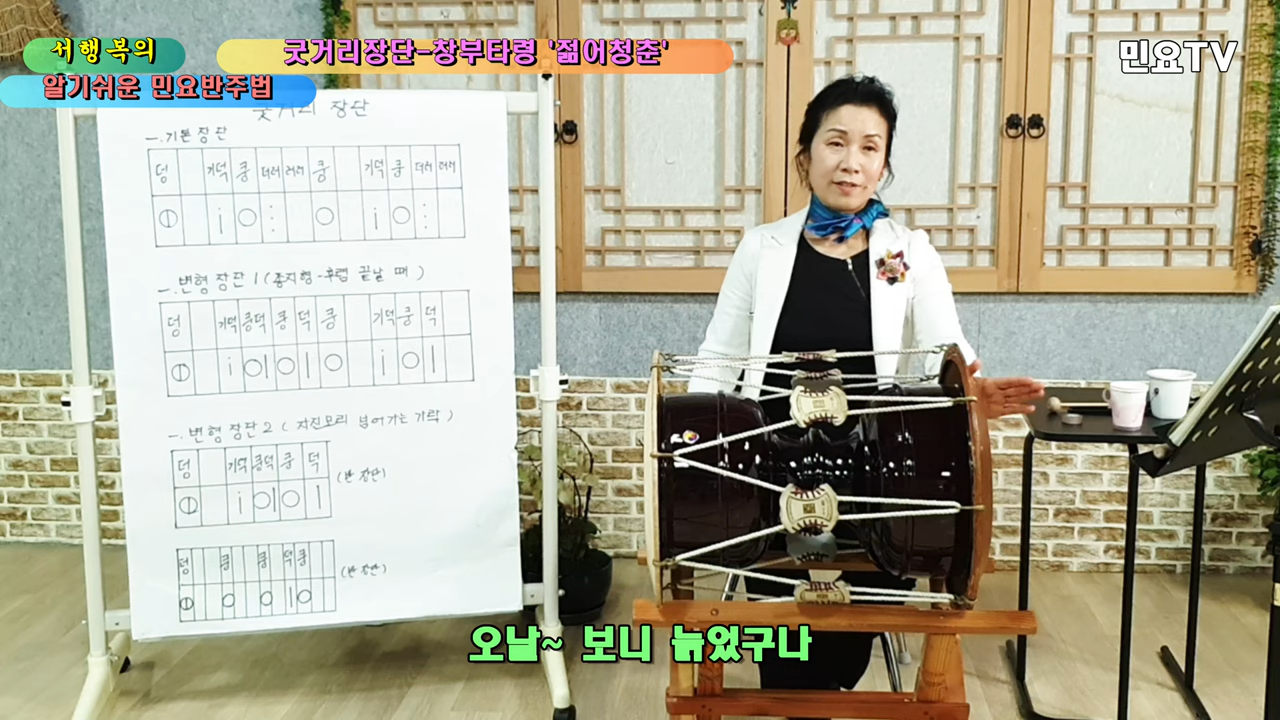 서행복의
알기쉬운 민요반주법
굿거리장단-창부타령 '젊어청춘'
민요TV
굿거리 장단
一.기본장단
덩 기덕 쿵 더러 러러 쿵 기덕 쿵 더러 러러
一.변형 장단 1 (종지형-후렴 끝날 때)
덩 기덕 쿵덕 쿵 덕 쿵 기덕 쿵 덕
一.변형 장단 2 ( 자진모리 넘어가는 가락 )
덩 기덕 쿵덕 쿵 덕
(반 장단)
덩 쿵 쿵 덕 쿵
(반 장단)
오날~ 보니 늙었구나